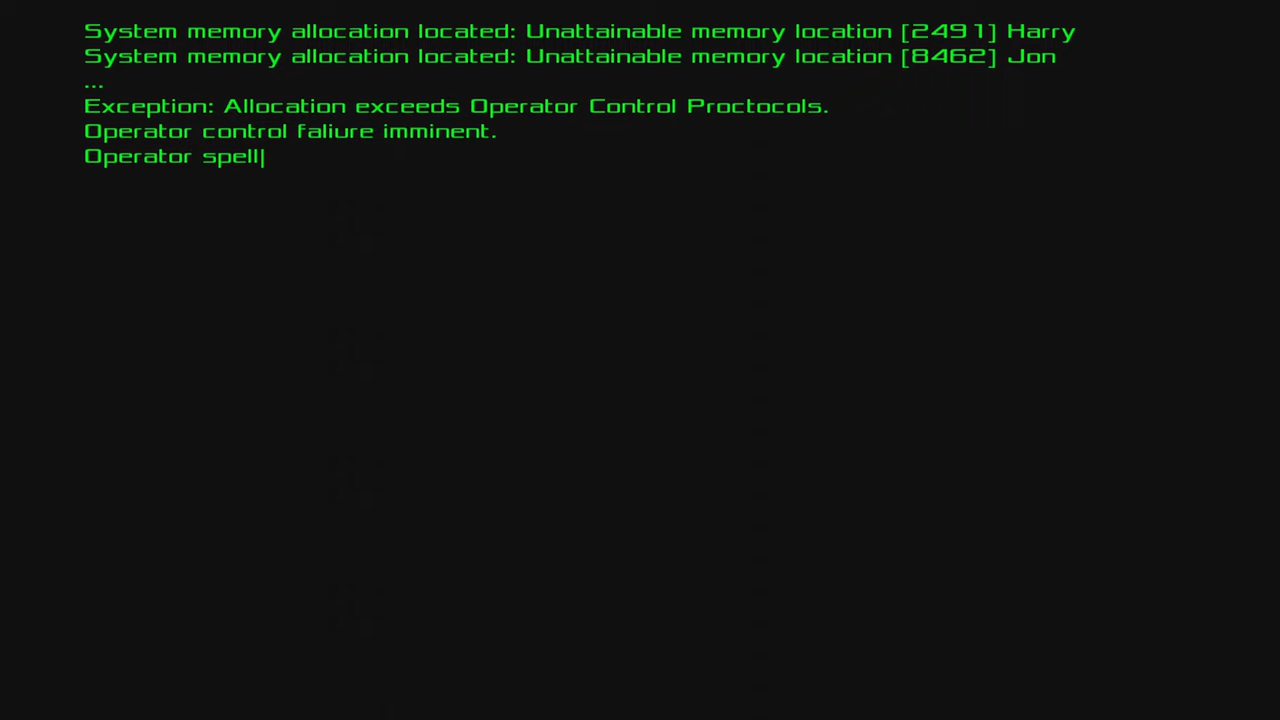 System memory allocation located: Unattainable memory location [2491] Harry
System memory allocation located: Unattainable memory location [8462] Jon
...
Exception: Allocation exceeds Operator Control Proctocols.
Operator control faliure imminent.
Operator spell|